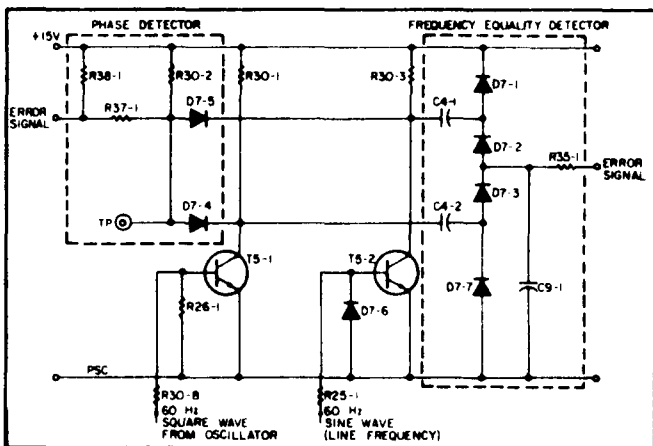 PHASE DETECTOR
FREQUENCY EQUALITY DETECTOR
+15V
R38-1
R30-2
R30-1
R30-3
D7-1
D7-5
C4-1
ERROR SIGNAL
R37-1
D7-2
R35-1
ERROR SIGNAL
D7-3
TP
D7-4
C4-2
T5-1
T5-2
R26-1
D7-6
D7-7
C9-1
PSC
R30-8
60 Hz
SQUARE WAVE
FROM OSCILLATOR
R25-1
60 Hz
SINE WAVE
(LINE FREQUENCY)